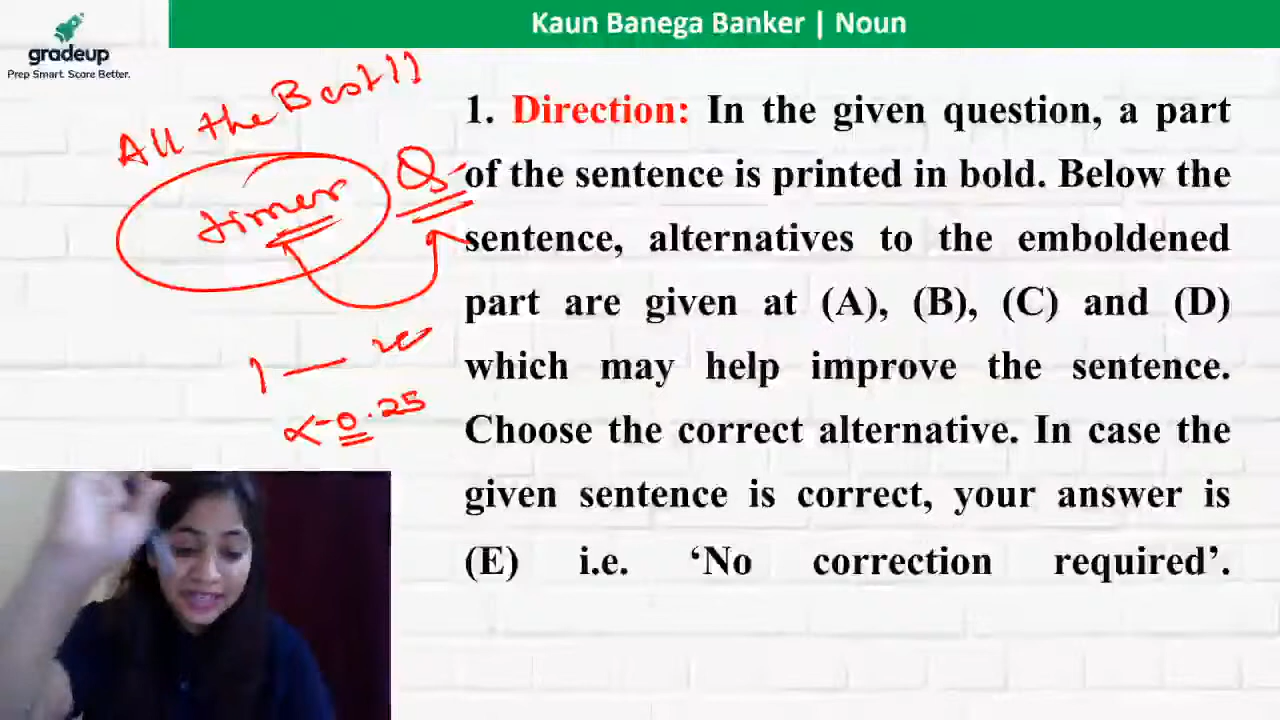 Kaun Banega Banker | Noun
gradeup
Prep Smart. Score Better.
All the Best!!
timer
Qs
1. Direction: In the given question, a part
of the sentence is printed in bold. Below the
sentence, alternatives to the emboldened
part are given at (A), (B), (C) and (D)
which may help improve the sentence.
Choose the correct alternative. In case the
given sentence is correct, your answer is
(E) i.e. ‘No correction required’.
1 —
-0.25